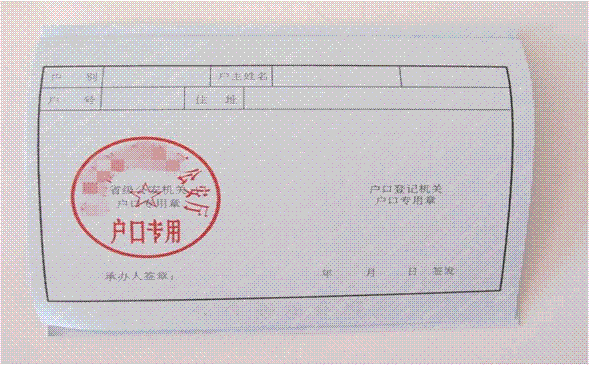 户 别 户主姓名
户 号 住 址
公安厅
省级公安机关
户口专用章
户口专用
户口登记机关
户口专用章
承办人签章：
年 月 日 签发